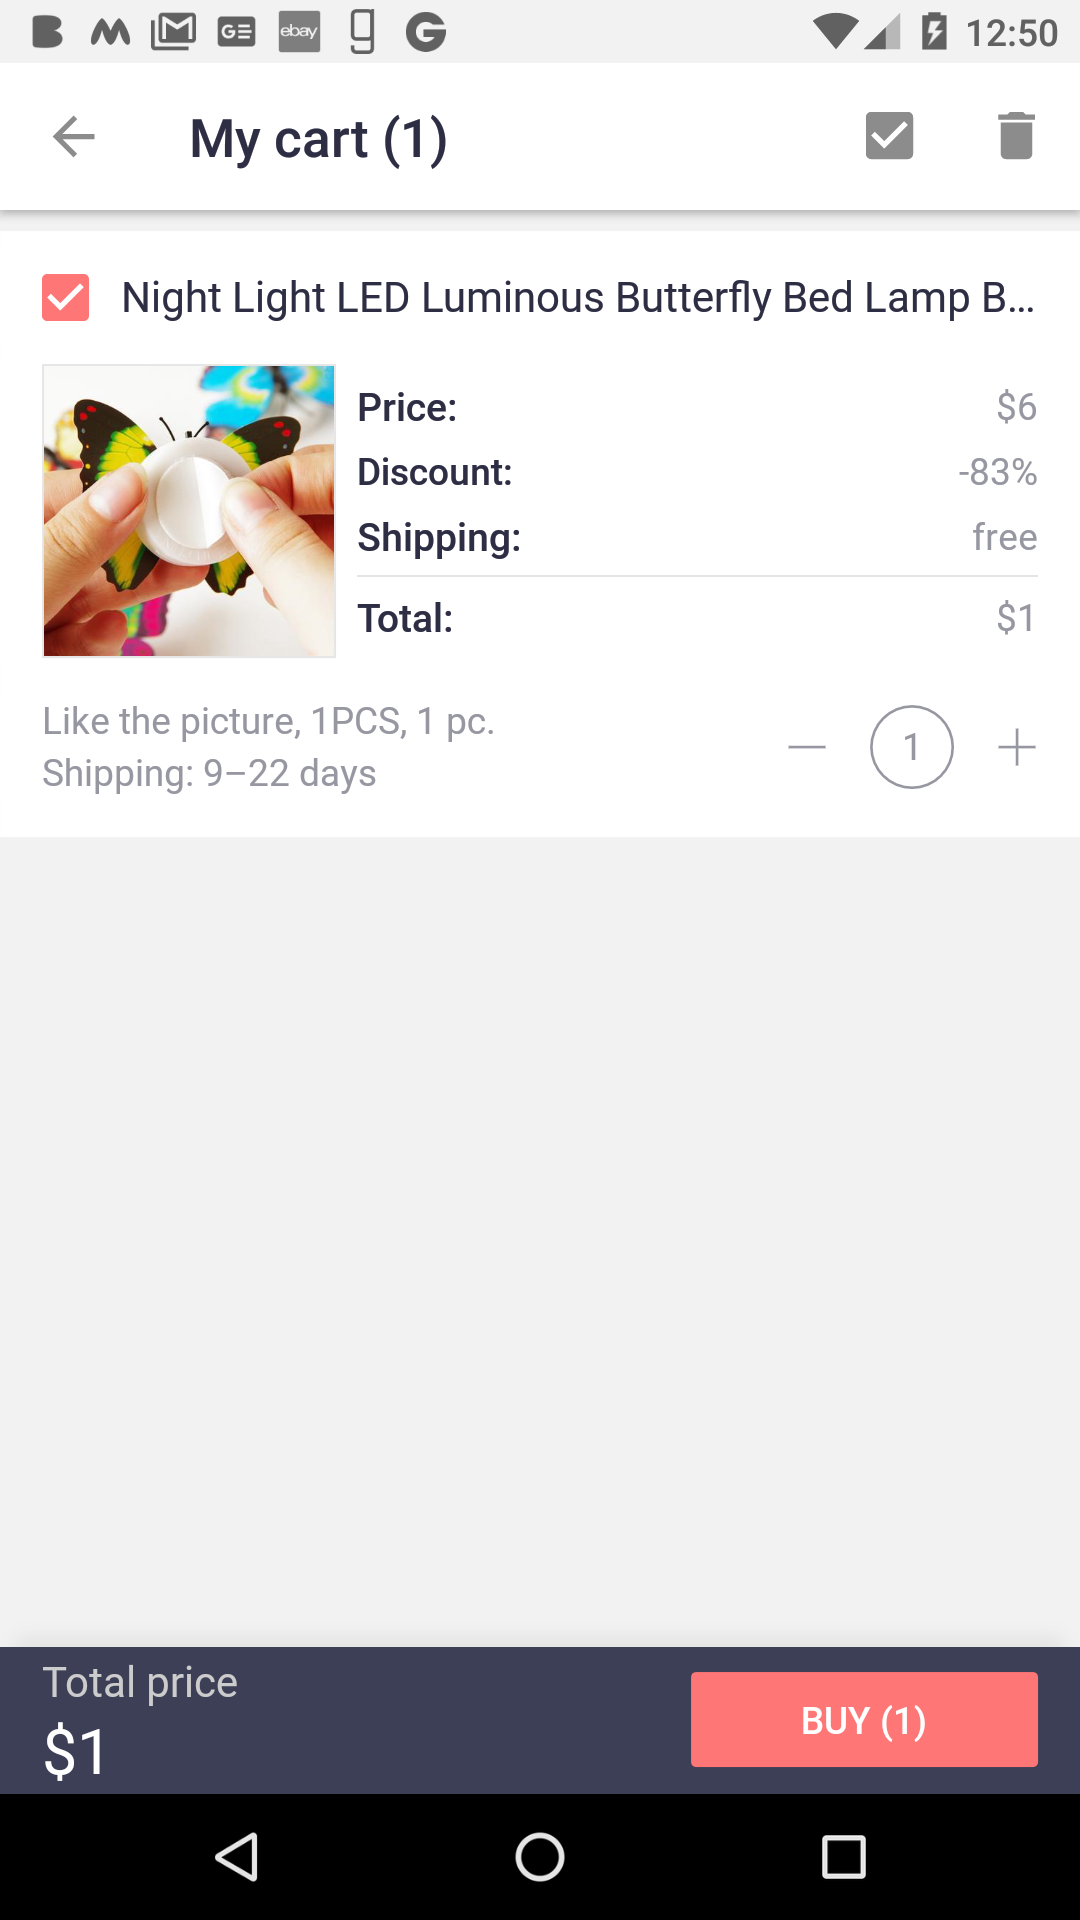 ebay
12:50
My cart (1)
Night Light LED Luminous Butterfly Bed Lamp B...
Price: $6
Discount: -83%
Shipping: free
Total: $1
Like the picture, 1PCS, 1 pc.
Shipping: 9–22 days
1
Total price
$1
BUY (1)